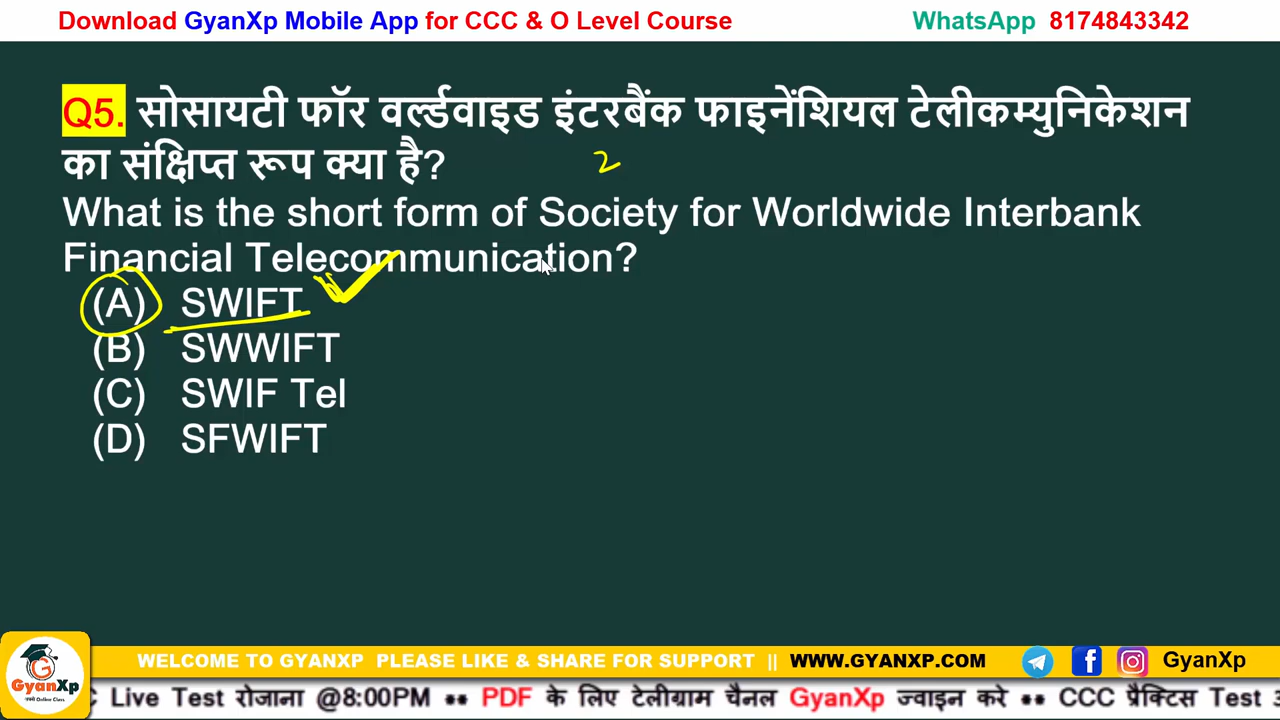 Download GyanXp Mobile App for CCC & O Level Course WhatsApp 8174843342
Q5. सोसायटी फॉर वर्ल्डवाइड इंटरबैंक फाइनेंशियल टेलीकम्युनिकेशन
का संक्षिप्त रूप क्या है? 2
What is the short form of Society for Worldwide Interbank
Financial Telecommunication?
(A) SWIFT
(B) SWWIFT
(C) SWIF Tel
(D) SFWIFT
WELCOME TO GYANXP PLEASE LIKE & SHARE FOR SUPPORT || WWW.GYANXP.COM GyanXp
G
GyanXp
C Live Test रोजाना @8:00PM •• PDF के लिए टेलीग्राम चैनल GyanXp ज्वाइन करे •• CCC प्रैक्टिस Test